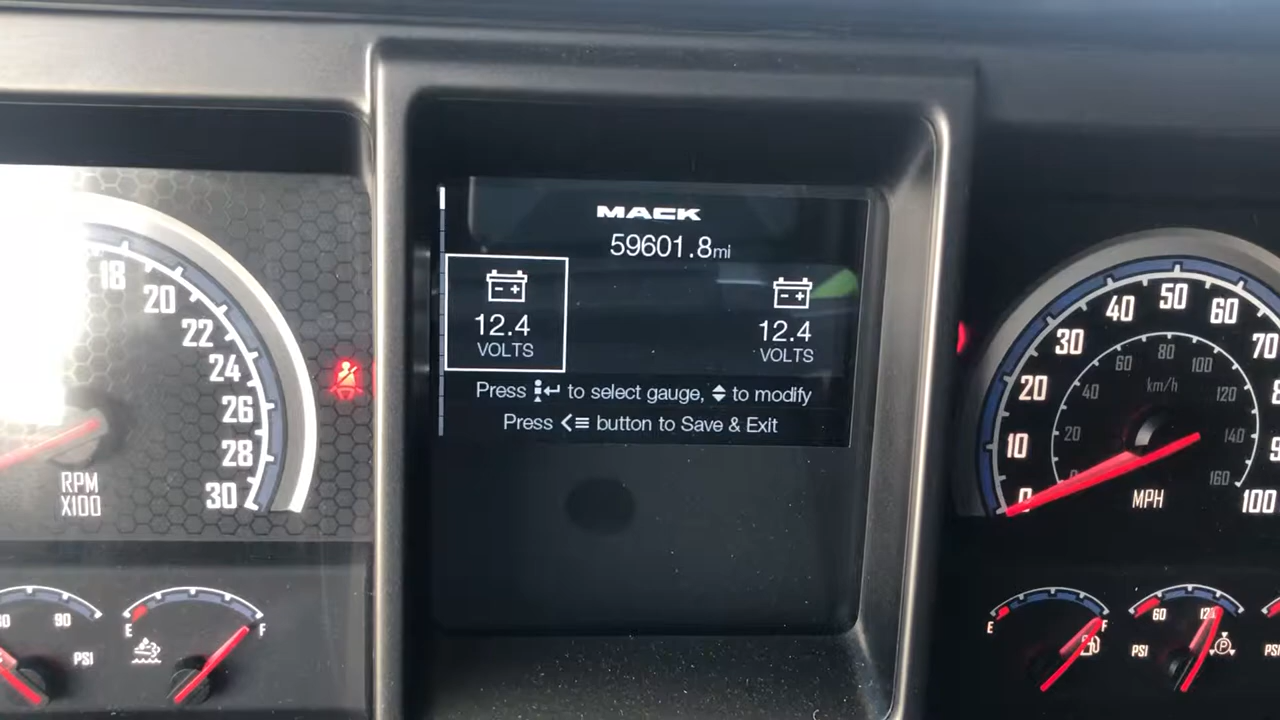 MACK
59601.8mi
12.4
VOLTS
12.4
VOLTS
Press to select gauge, to modify
Press button to Save & Exit
18
20
22
24
26
28
30
RPM
X100
90
PSI
E
F
0
10
20
30
40
50
60
70
100
0
20
40
60
80
100
120
140
160
km/h
MPH
E
F
60
PSI
P